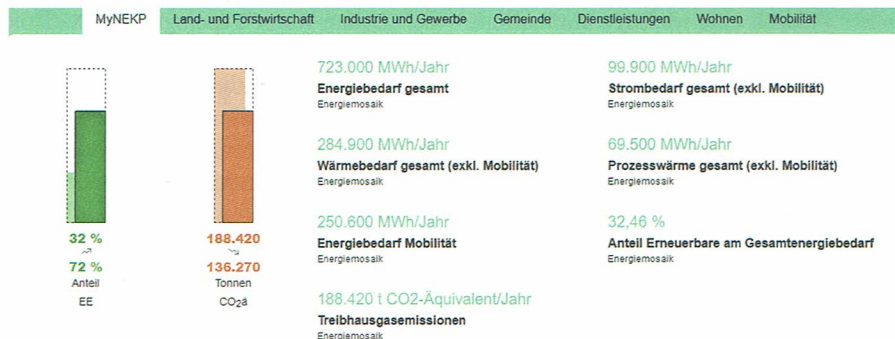 MyNEKP
Land- und Forstwirtschaft
Industrie und Gewerbe
Gemeinde
Dienstleistungen
Wohnen
Mobilität
32 %
72 %
Anteil
EE
188.420
136.270
Tonnen
CO2ä
723.000 MWh/Jahr
Energiebedarf gesamt
Energiemosaik
99.900 MWh/Jahr
Strombedarf gesamt (exkl. Mobilität)
Energiemosaik
284.900 MWh/Jahr
Wärmebedarf gesamt (exkl. Mobilität)
Energiemosaik
69.500 MWh/Jahr
Prozesswärme gesamt (exkl. Mobilität)
Energiemosaik
250.600 MWh/Jahr
Energiebedarf Mobilität
Energiemosaik
32,46 %
Anteil Erneuerbare am Gesamtenergiebedarf
Energiemosaik
188.420 t CO2-Äquivalent/Jahr
Treibhausgasemissionen
Energiemosaik